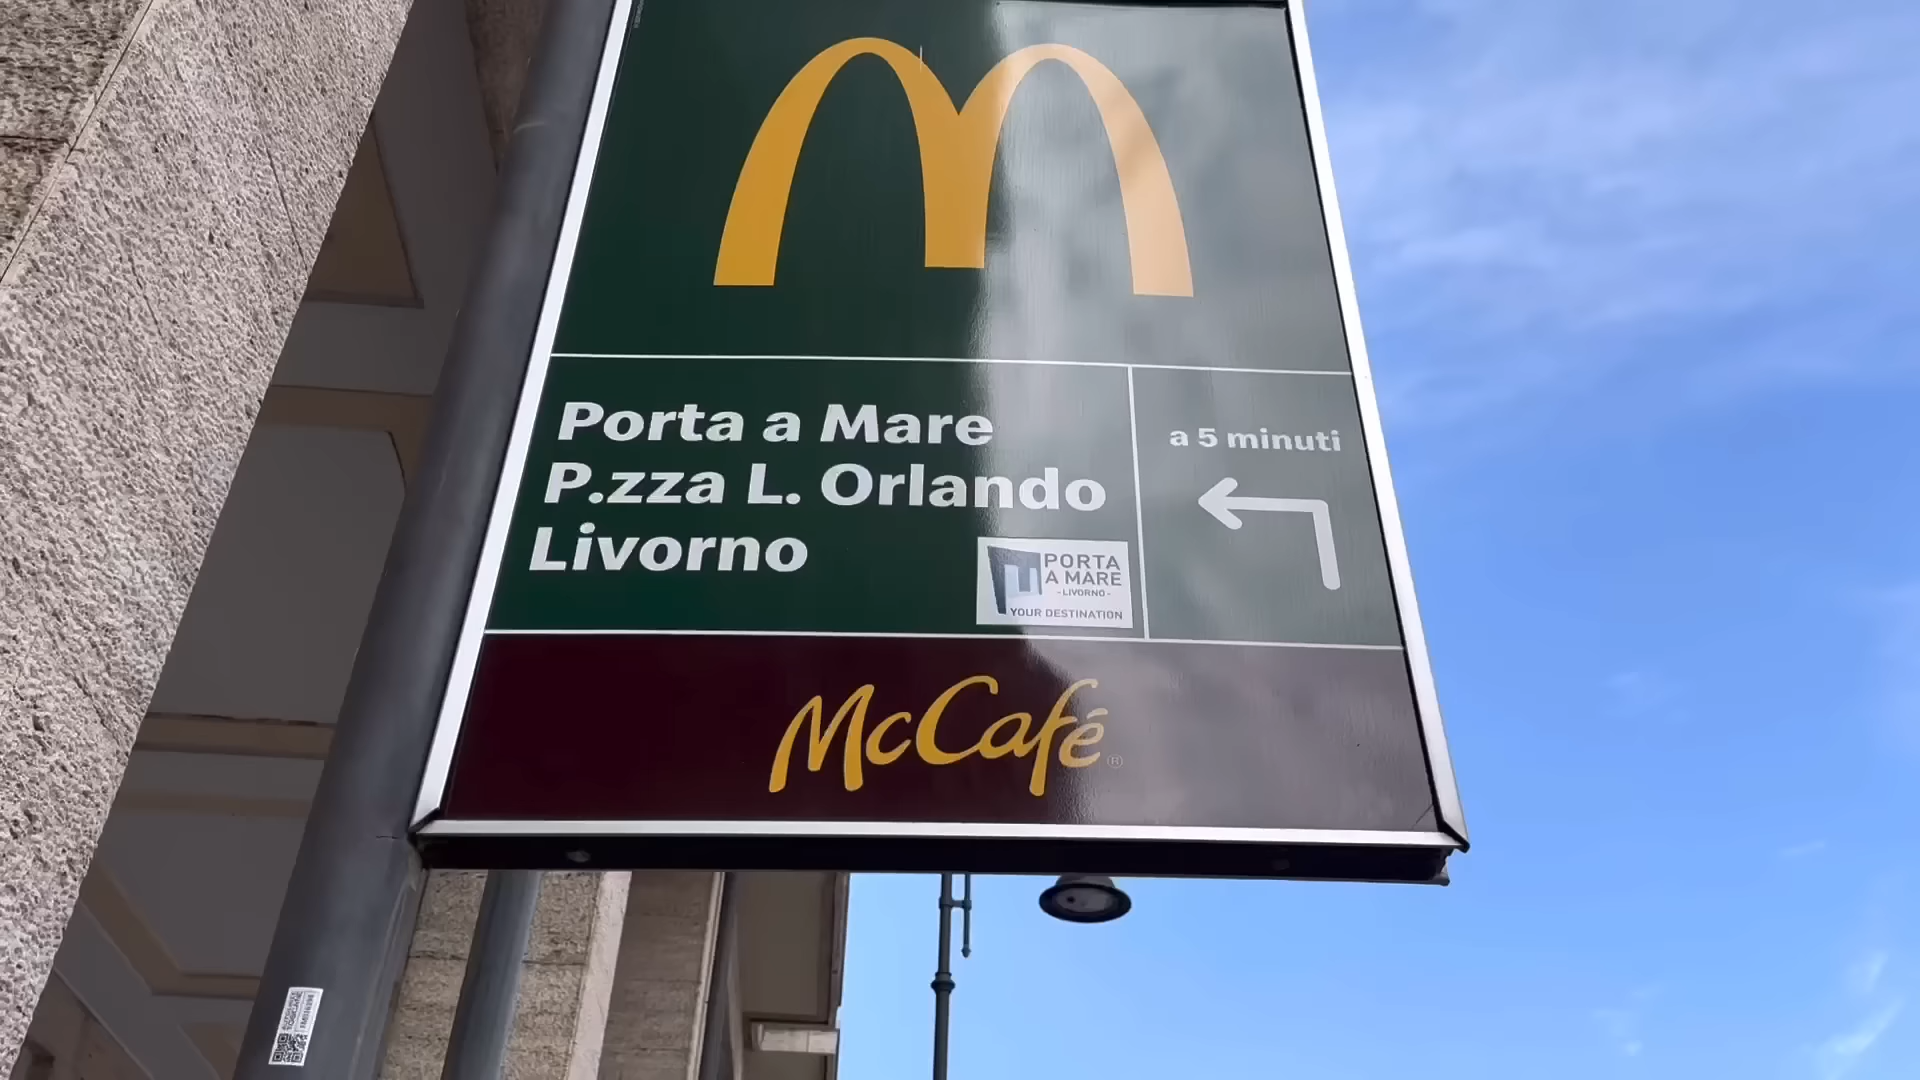 Porta a Mare
P.zza L. Orlando
Livorno
a 5 minuti
PORTA
A MARE
- LIVORNO -
YOUR DESTINATION
McCafé®